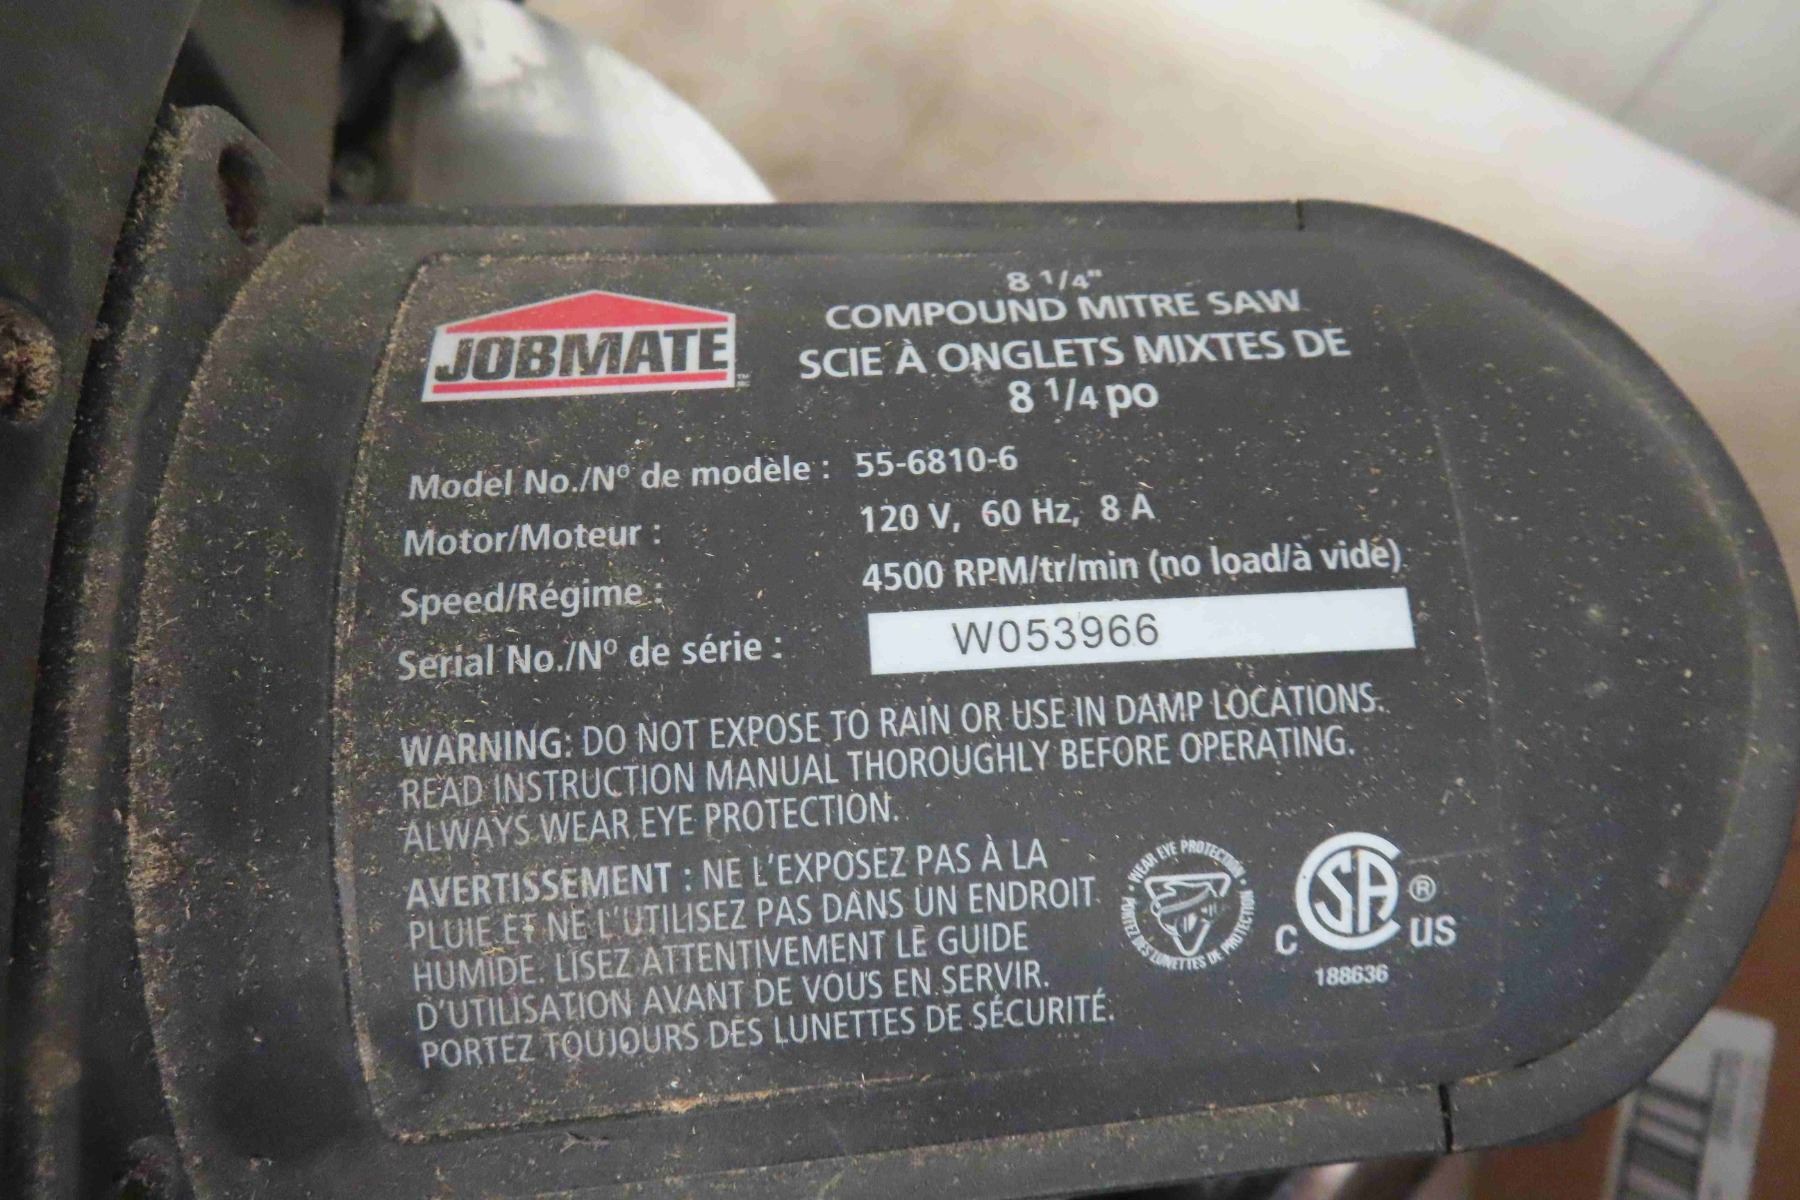 JOBMATE
8 1/4"
COMPOUND MITRE SAW
SCIE À ONGLETS MIXTES DE
8 1/4 po
Model No./Nº de modèle : 55-6810-6
Motor/Moteur : 120 V, 60 Hz, 8 A
Speed/Régime : 4500 RPM/tr/min (no load/à vide)
Serial No./Nº de série : W053966
WARNING: DO NOT EXPOSE TO RAIN OR USE IN DAMP LOCATIONS.
READ INSTRUCTION MANUAL THOROUGHLY BEFORE OPERATING.
ALWAYS WEAR EYE PROTECTION.
AVERTISSEMENT : NE L'EXPOSEZ PAS À LA
PLUIE ET NE L'UTILISEZ PAS DANS UN ENDROIT
HUMIDE. LISEZ ATTENTIVEMENT LE GUIDE
D'UTILISATION AVANT DE VOUS EN SERVIR.
PORTEZ TOUJOURS DES LUNETTES DE SÉCURITÉ.
WEAR EYE PROTECTION
PORTEZ DES LUNETTES DE PROTECTION
C SA ® C US
188636